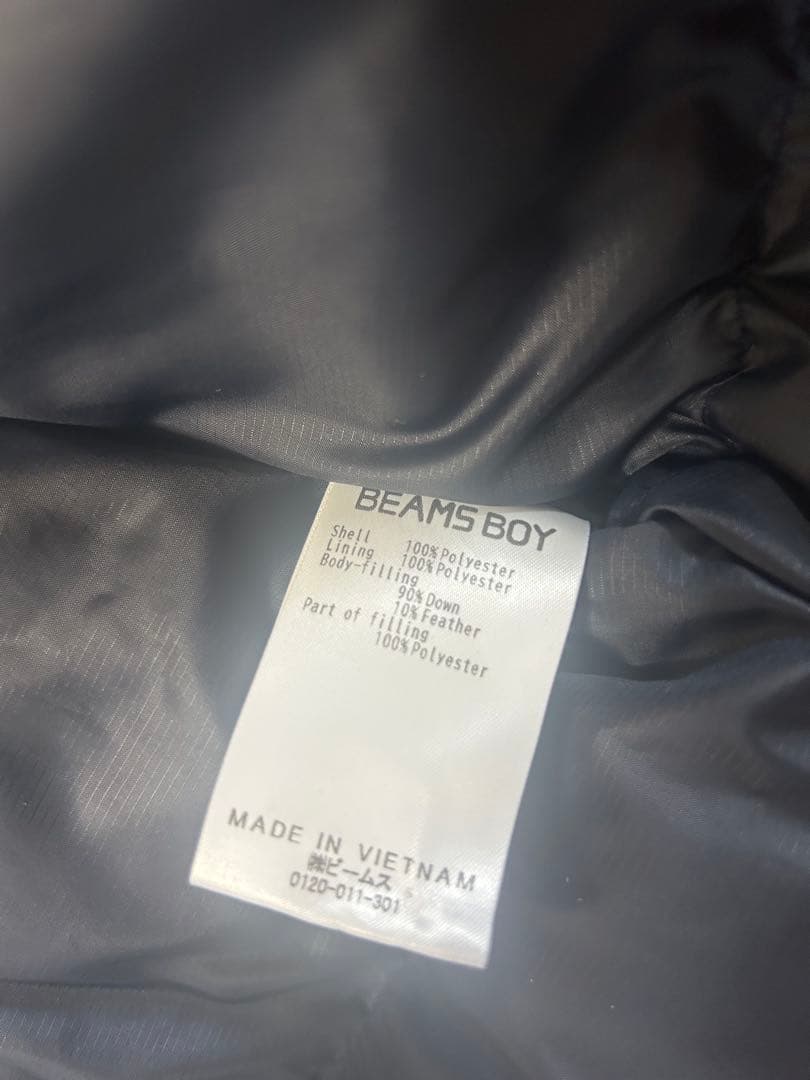 BEAMS BOY
Shell 100%Polyester
Lining 100%Polyester
Body-filling
90%Down
10%Feather
Part of filling
100%Polyester
MADE IN VIETNAM
㈱ビームス
0120-011-301